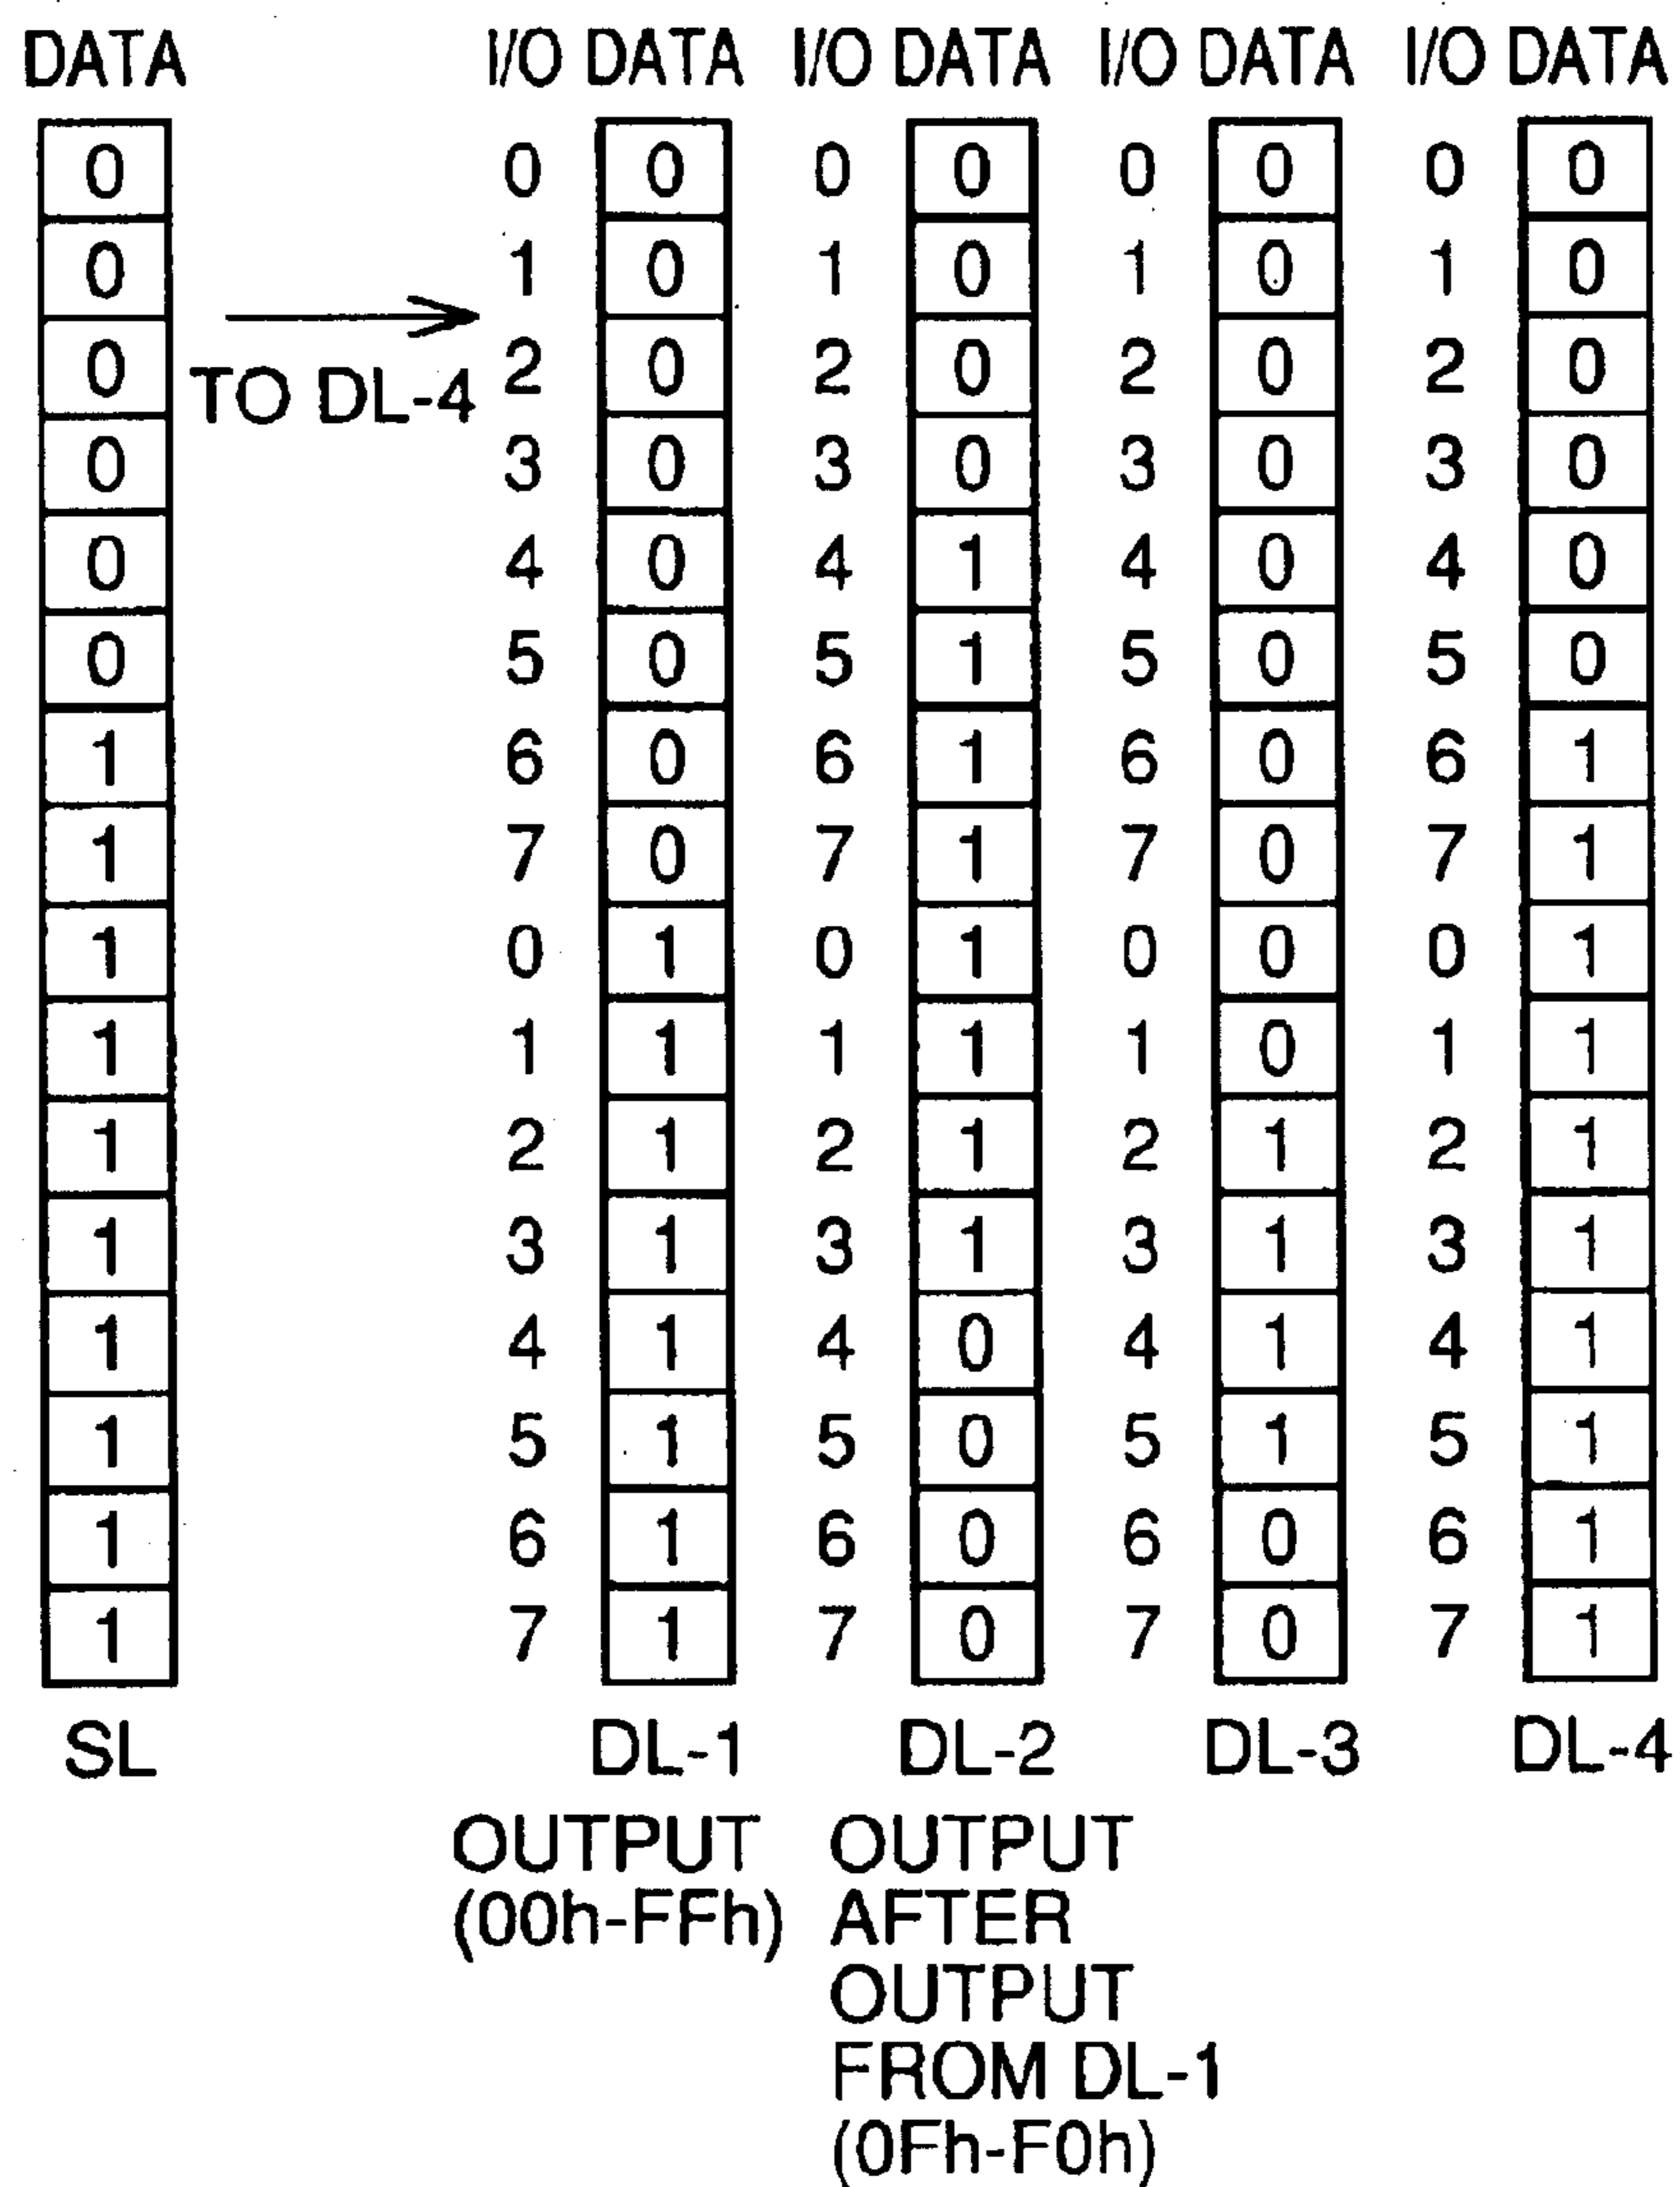 DATA I/O DATA I/O DATA I/O DATA I/O DATA
0 0 0 0 0 0 0 0 0
0 1 0 1 0 1 0 1 0
TO DL-4
0 2 0 2 0 2 0 2 0
0 3 0 3 0 3 0 3 0
0 4 0 4 1 4 0 4 0
0 5 0 5 1 5 0 5 0
1 6 0 6 1 6 0 6 1
1 7 0 7 1 7 0 7 1
1 0 1 0 1 0 0 0 1
1 1 1 1 1 1 0 1 1
1 2 1 2 1 2 1 2 1
1 3 1 3 1 3 1 3 1
1 4 1 4 0 4 1 4 1
1 5 1 5 0 5 1 5 1
1 6 1 6 0 6 0 6 1
1 7 1 7 0 7 0 7 1
SL DL-1 DL-2 DL-3 DL-4
OUTPUT
(00h-FFh)
OUTPUT
AFTER
OUTPUT
FROM DL-1
(0Fh-F0h)